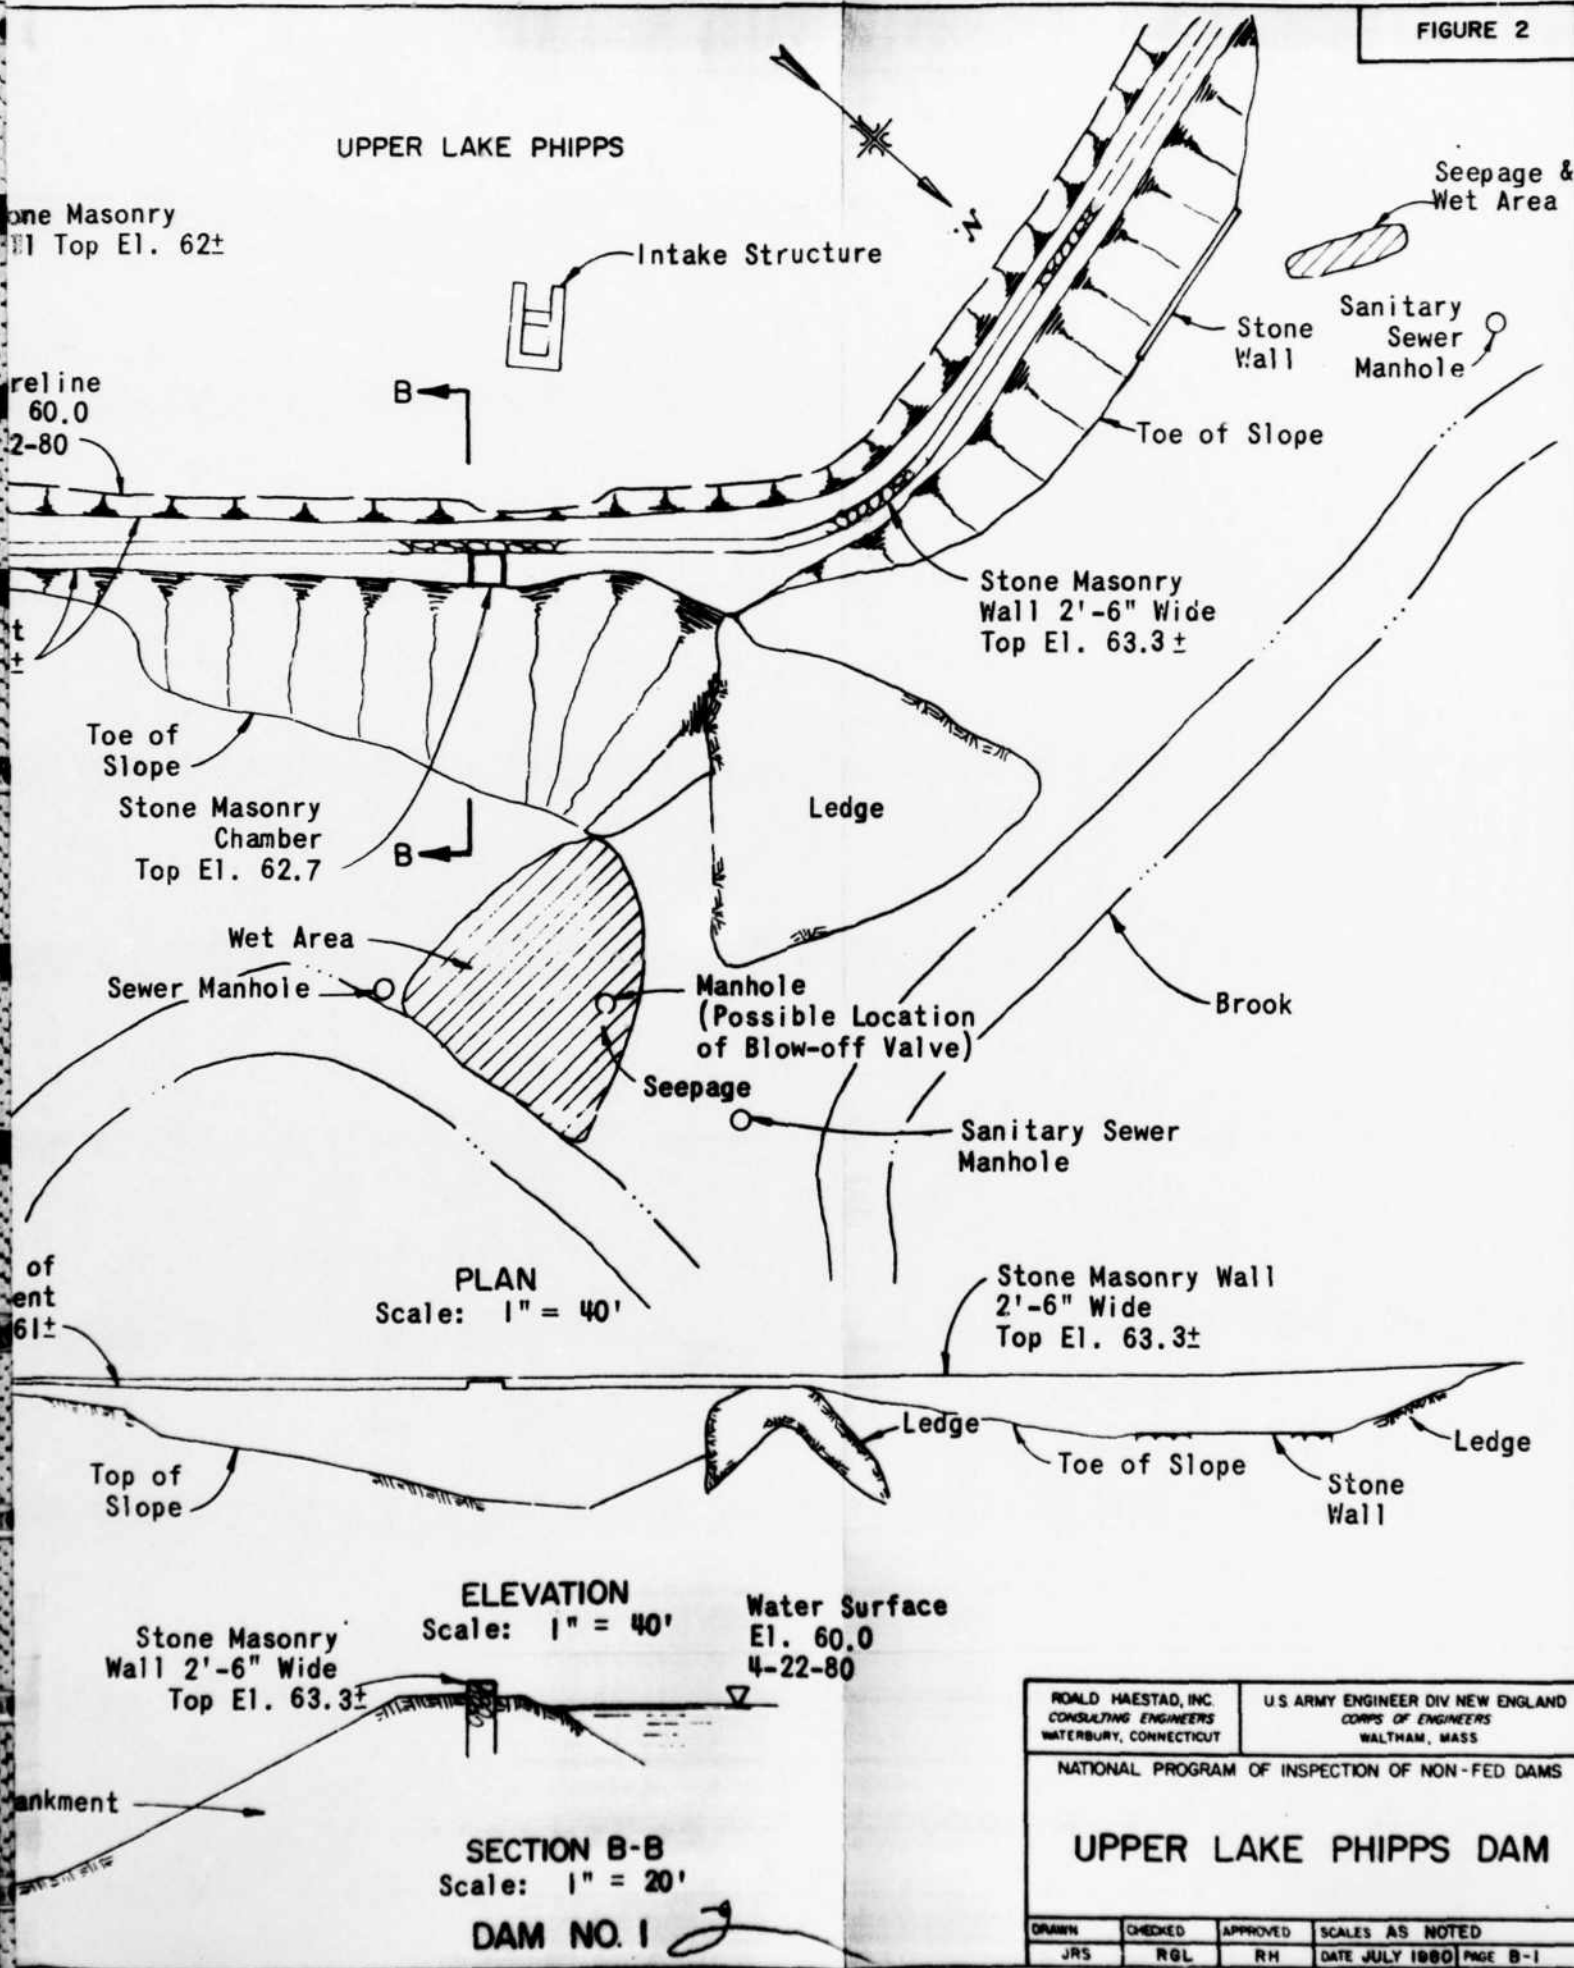 FIGURE 2
UPPER LAKE PHIPPS
Seepage &
Wet Area
Masonry
Top El. 62±
Intake Structure
N
Sanitary
Sewer
Manhole
Stone
Wall
60.0
2-80
B
Toe of Slope
Stone Masonry
Wall 2'-6" Wide
Top El. 63.3±
Toe of
Slope
Ledge
Stone Masonry
Chamber
Top El. 62.7
B
Wet Area
Sewer Manhole
Manhole
(Possible Location
of Blow-off Valve)
Brook
Seepage
Sanitary Sewer
Manhole
of
61±
PLAN
Scale: 1" = 40'
Stone Masonry Wall
2'-6" Wide
Top El. 63.3±
Ledge
Toe of Slope
Ledge
Stone
Wall
Top of
Slope
ELEVATION
Scale: 1" = 40'
Water Surface
El. 60.0
4-22-80
Stone Masonry
Wall 2'-6" Wide
Top El. 63.3±
ankment
SECTION B-B
Scale: 1" = 20'
DAM NO. 1
ROALD HAESTAD, INC.
CONSULTING ENGINEERS
WATERBURY, CONNECTICUT
U.S. ARMY ENGINEER DIV. NEW ENGLAND
CORPS OF ENGINEERS
WALTHAM, MASS
NATIONAL PROGRAM OF INSPECTION OF NON-FED DAMS
UPPER LAKE PHIPPS DAM
DRAWN CHECKED APPROVED SCALES AS NOTED
JRS RGL RH DATE JULY 1980 PAGE B-1